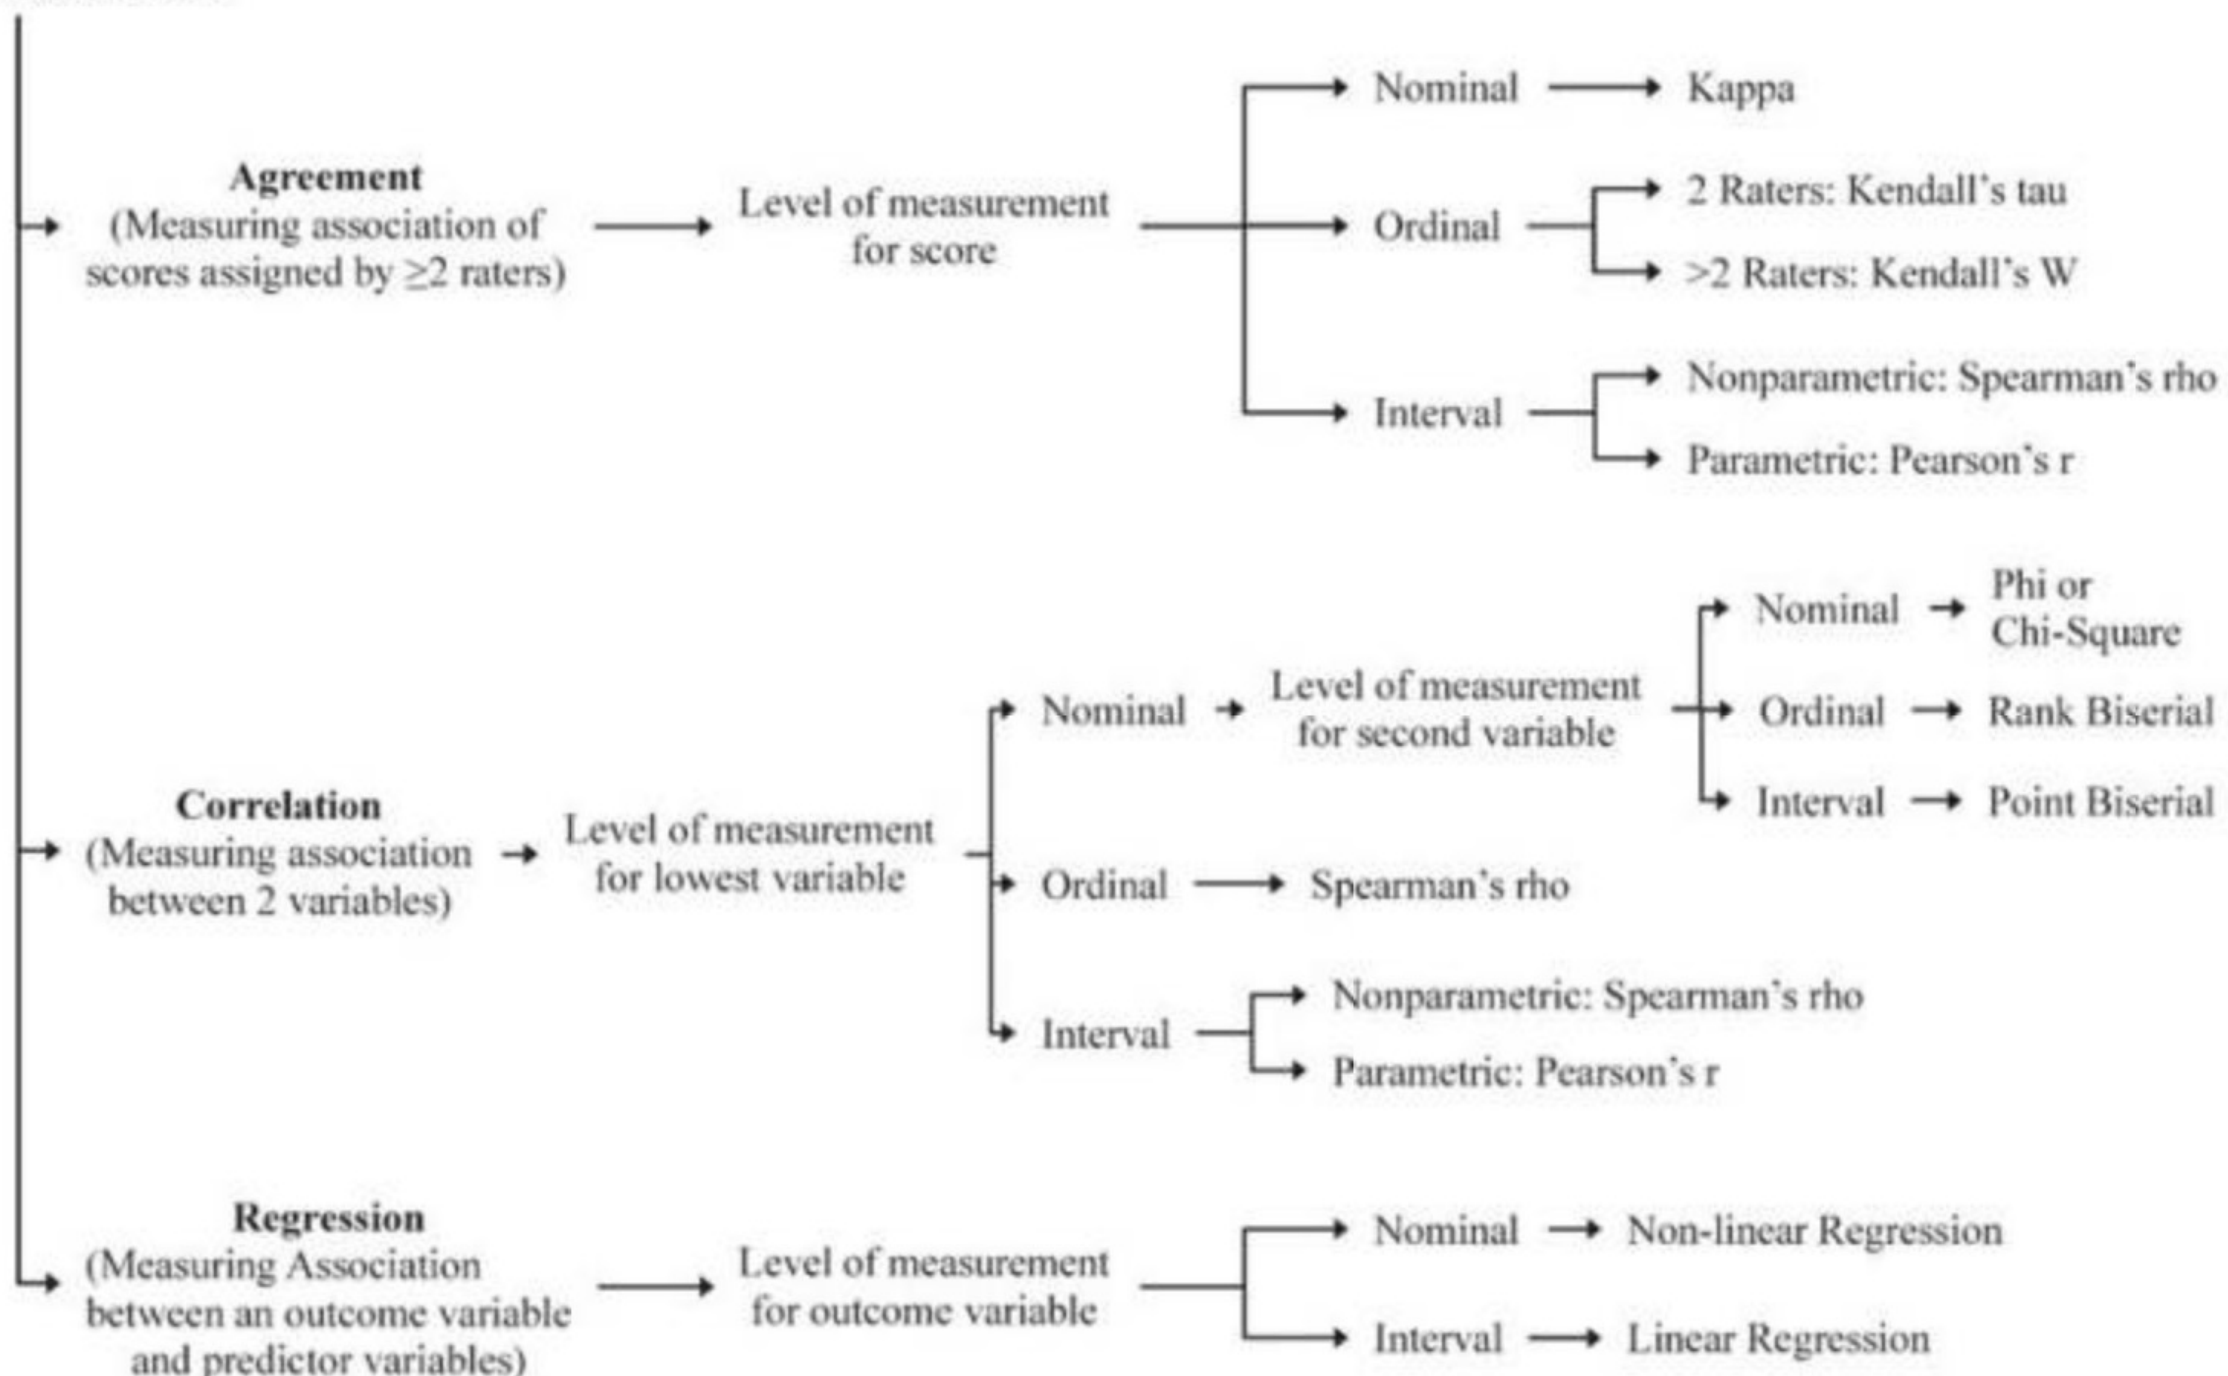 Nominal
Kappa
Agreement
(Measuring association of
scores assigned by ≥2 raters)
Level of measurement
for score
Ordinal
2 Raters: Kendall's tau
>2 Raters: Kendall's W
Interval
Nonparametric: Spearman's rho
Parametric: Pearson's r
Correlation
(Measuring association
between 2 variables)
Level of measurement
for lowest variable
Nominal
Level of measurement
for second variable
Nominal
Phi or
Chi-Square
Ordinal
Rank Biserial
Interval
Point Biserial
Ordinal
Spearman's rho
Interval
Nonparametric: Spearman's rho
Parametric: Pearson's r
Regression
(Measuring Association
between an outcome variable
and predictor variables)
Level of measurement
for outcome variable
Nominal
Non-linear Regression
Interval
Linear Regression